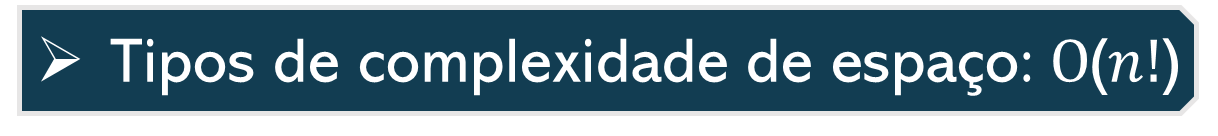 ➢ Tipos de complexidade de espaço: O(n!)